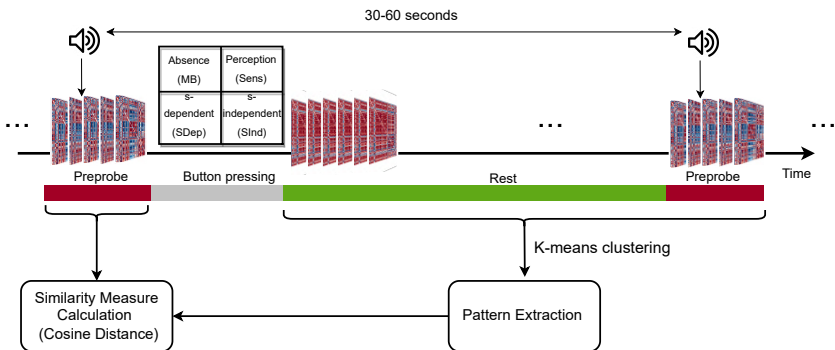 30-60 seconds
Absence
(MB)
Perception
(Sens)
s-
dependent
(SDep)
s-
independent
(SInd)
...
...
...
Time
Preprobe
Button pressing
Rest
Preprobe
K-means clustering
Similarity Measure
Calculation
(Cosine Distance)
Pattern Extraction